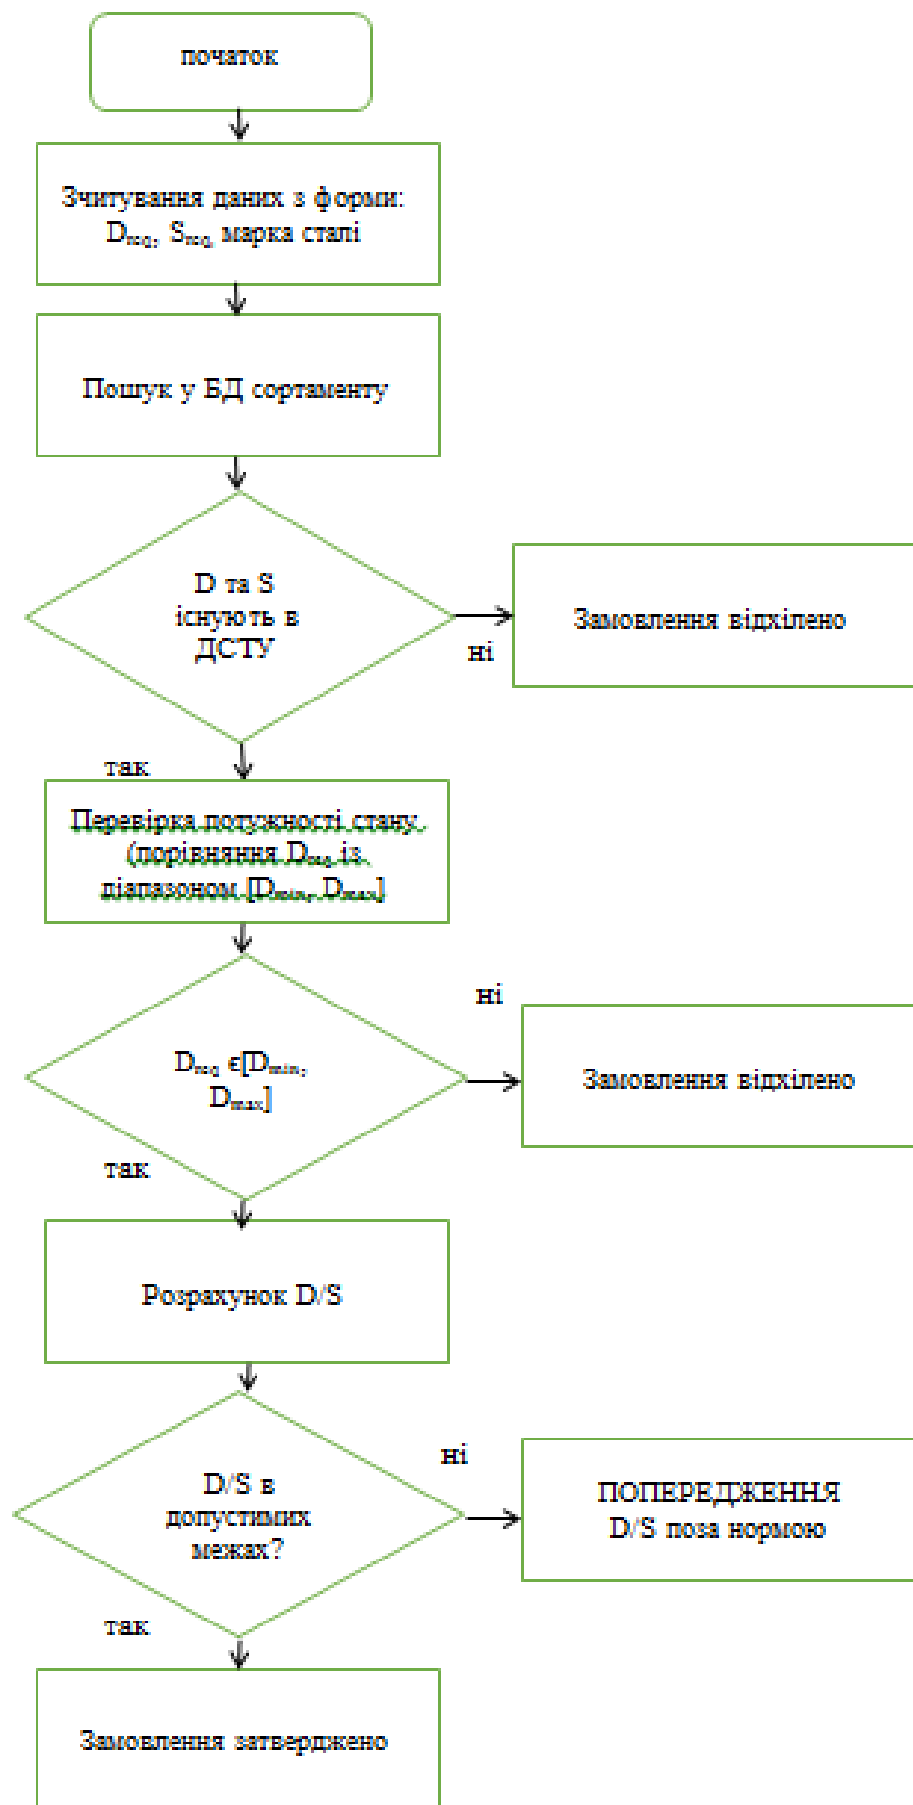 початок
Зчитування даних з форми:
Dreq, Sreq, марка сталі
Пошук у БД сортаменту
D та S
існують в
ДСТУ
ні
Замовлення відхілено
так
Перевірка потужності стану
(порівняння Dreq із
діапазоном [Dmin, Dmax]
ні
Dreq є[Dmin,
Dmax]
Замовлення відхілено
так
Розрахунок D/S
ні
D/S в
допустимих
межах?
ПОПЕРЕДЖЕННЯ
D/S поза нормою
так
Замовлення затверджено